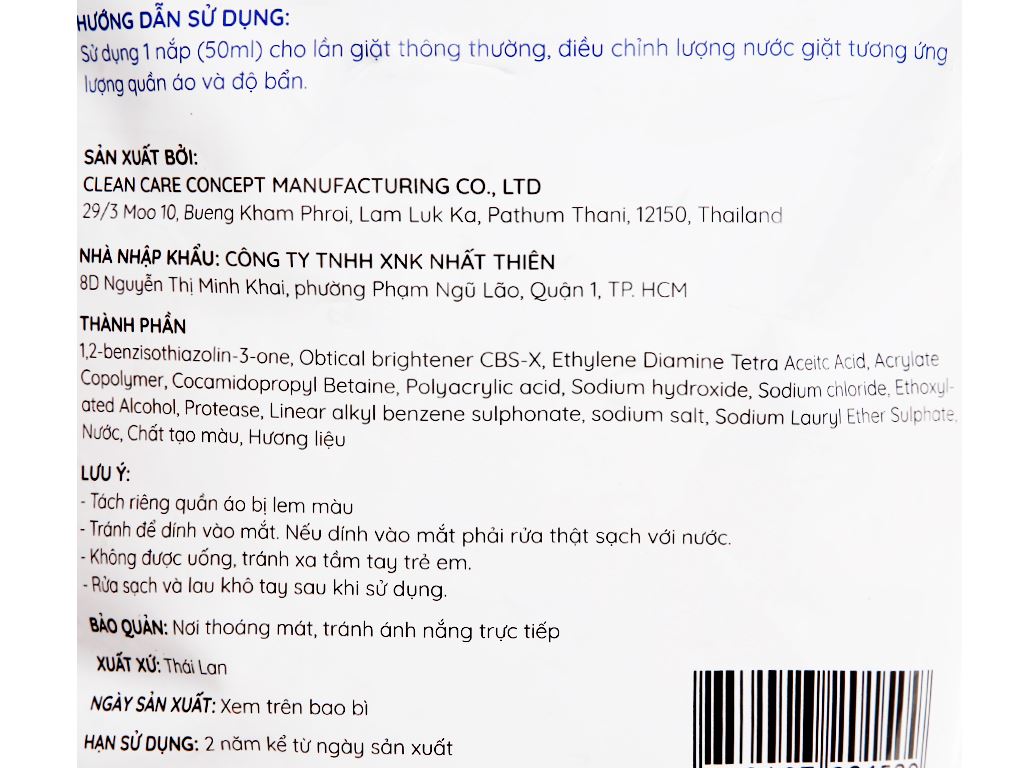 HƯỚNG DẪN SỬ DỤNG:
Sử dụng 1 nắp (50ml) cho lần giặt thông thường, điều chỉnh lượng nước giặt tương ứng
lượng quần áo và độ bẩn.
SẢN XUẤT BỞI:
CLEAN CARE CONCEPT MANUFACTURING CO., LTD
29/3 Moo 10, Bueng Kham Phroi, Lam Luk Ka, Pathum Thani, 12150, Thailand
NHÀ NHẬP KHẨU: CÔNG TY TNHH XNK NHẤT THIÊN
8D Nguyễn Thị Minh Khai, phường Phạm Ngũ Lão, Quận 1, TP. HCM
THÀNH PHẦN
1,2-benzisothiazolin-3-one, Obtical brightener CBS-X, Ethylene Diamine Tetra Aceitc Acid, Acrylate
Copolymer, Cocamidopropyl Betaine, Polyacrylic acid, Sodium hydroxide, Sodium chloride, Ethoxyl-
ated Alcohol, Protease, Linear alkyl benzene sulphonate, sodium salt, Sodium Lauryl Ether Sulphate,
Nước, Chất tạo màu, Hương liệu
LƯU Ý:
- Tách riêng quần áo bị lem màu
- Tránh để dính vào mắt. Nếu dính vào mắt phải rửa thật sạch với nước.
- Không được uống, tránh xa tầm tay trẻ em.
- Rửa sạch và lau khô tay sau khi sử dụng.
BẢO QUẢN: Nơi thoáng mát, tránh ánh nắng trực tiếp
XUẤT XỨ: Thái Lan
NGÀY SẢN XUẤT: Xem trên bao bì
HẠN SỬ DỤNG: 2 năm kể từ ngày sản xuất